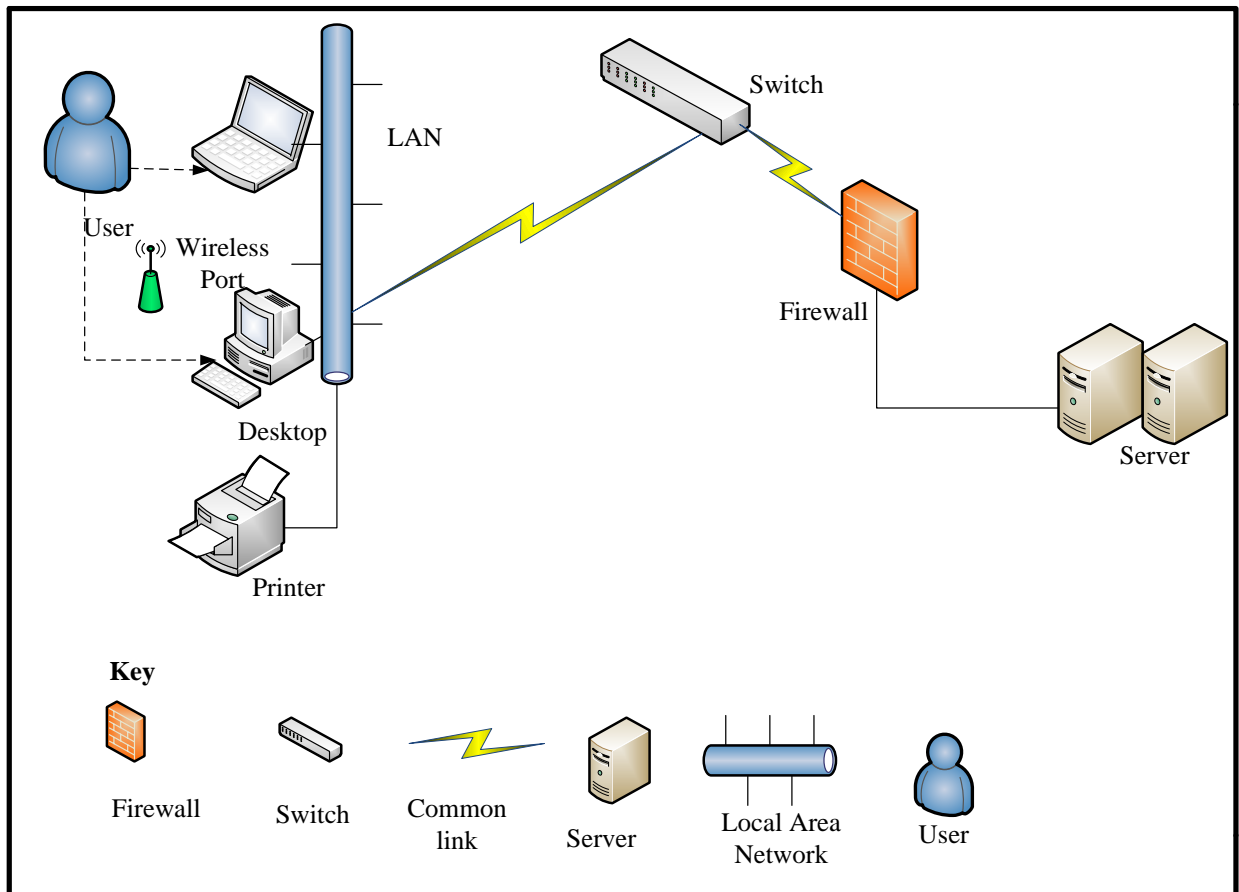 Switch
LAN
User
Wireless
Port
Firewall
Desktop
Server
Printer
Key
Firewall
Switch
Common
link
Server
Local Area
Network
User